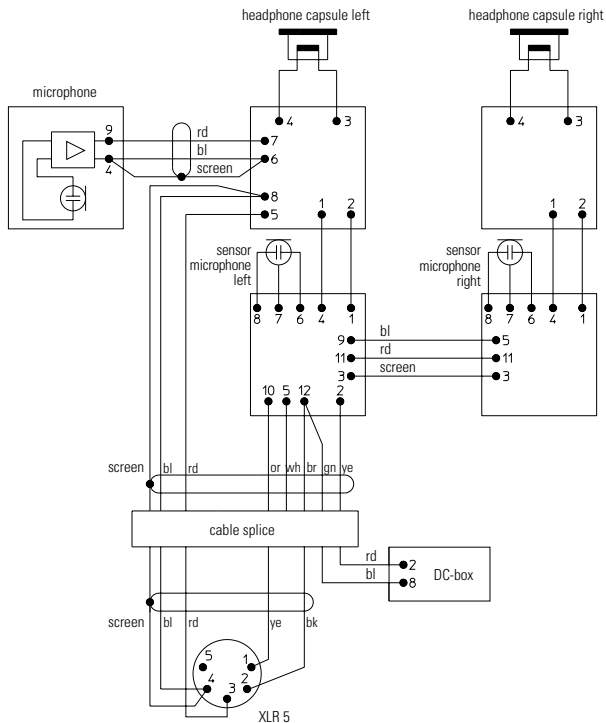 headphone capsule left
headphone capsule right
microphone
4 3
4 3
9
rd
7
bl
6
4
screen
8
5
1 2
1 2
sensor
microphone
left
sensor
microphone
right
8 7 6 4 1
8 7 6 4 1
9 bl 5
11 rd 11
3 screen 3
10 5 12 2
screen bl rd or wh br gn ye
cable splice
rd
2
bl
8
DC-box
screen bl rd ye bk
5 1
4 3 2
XLR 5